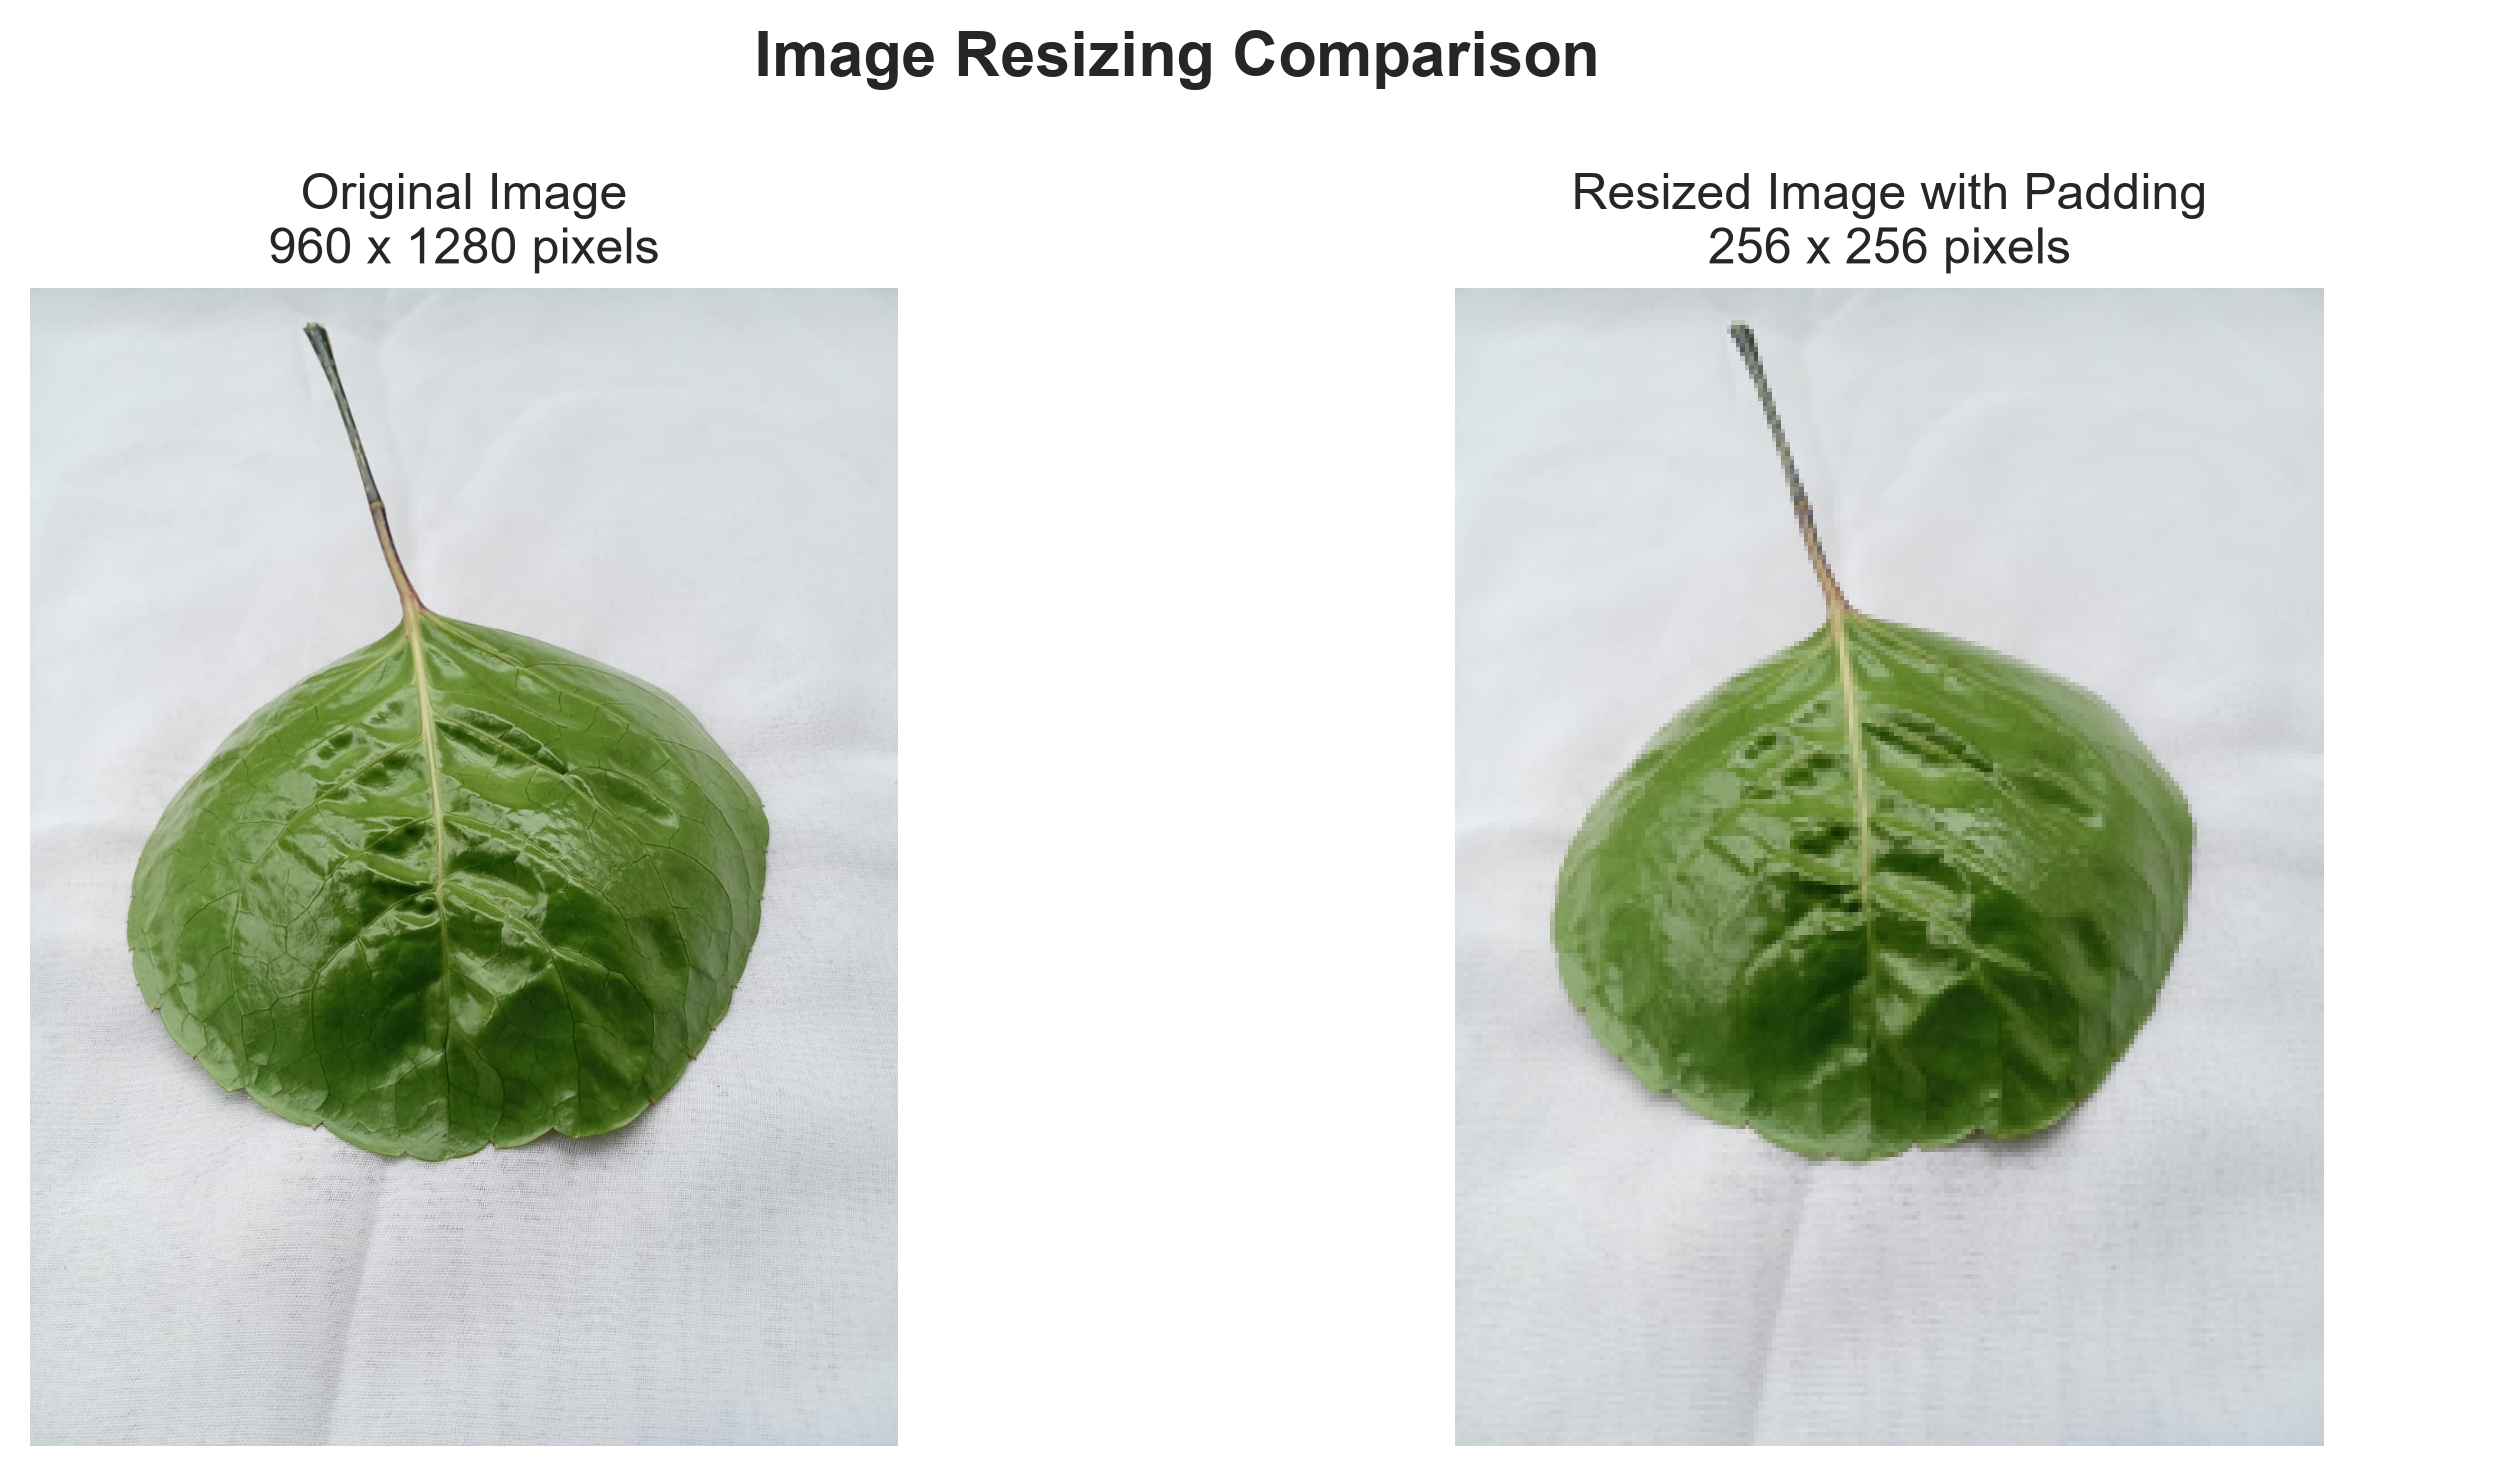 Image Resizing Comparison
Original Image
960 x 1280 pixels
Resized Image with Padding
256 x 256 pixels